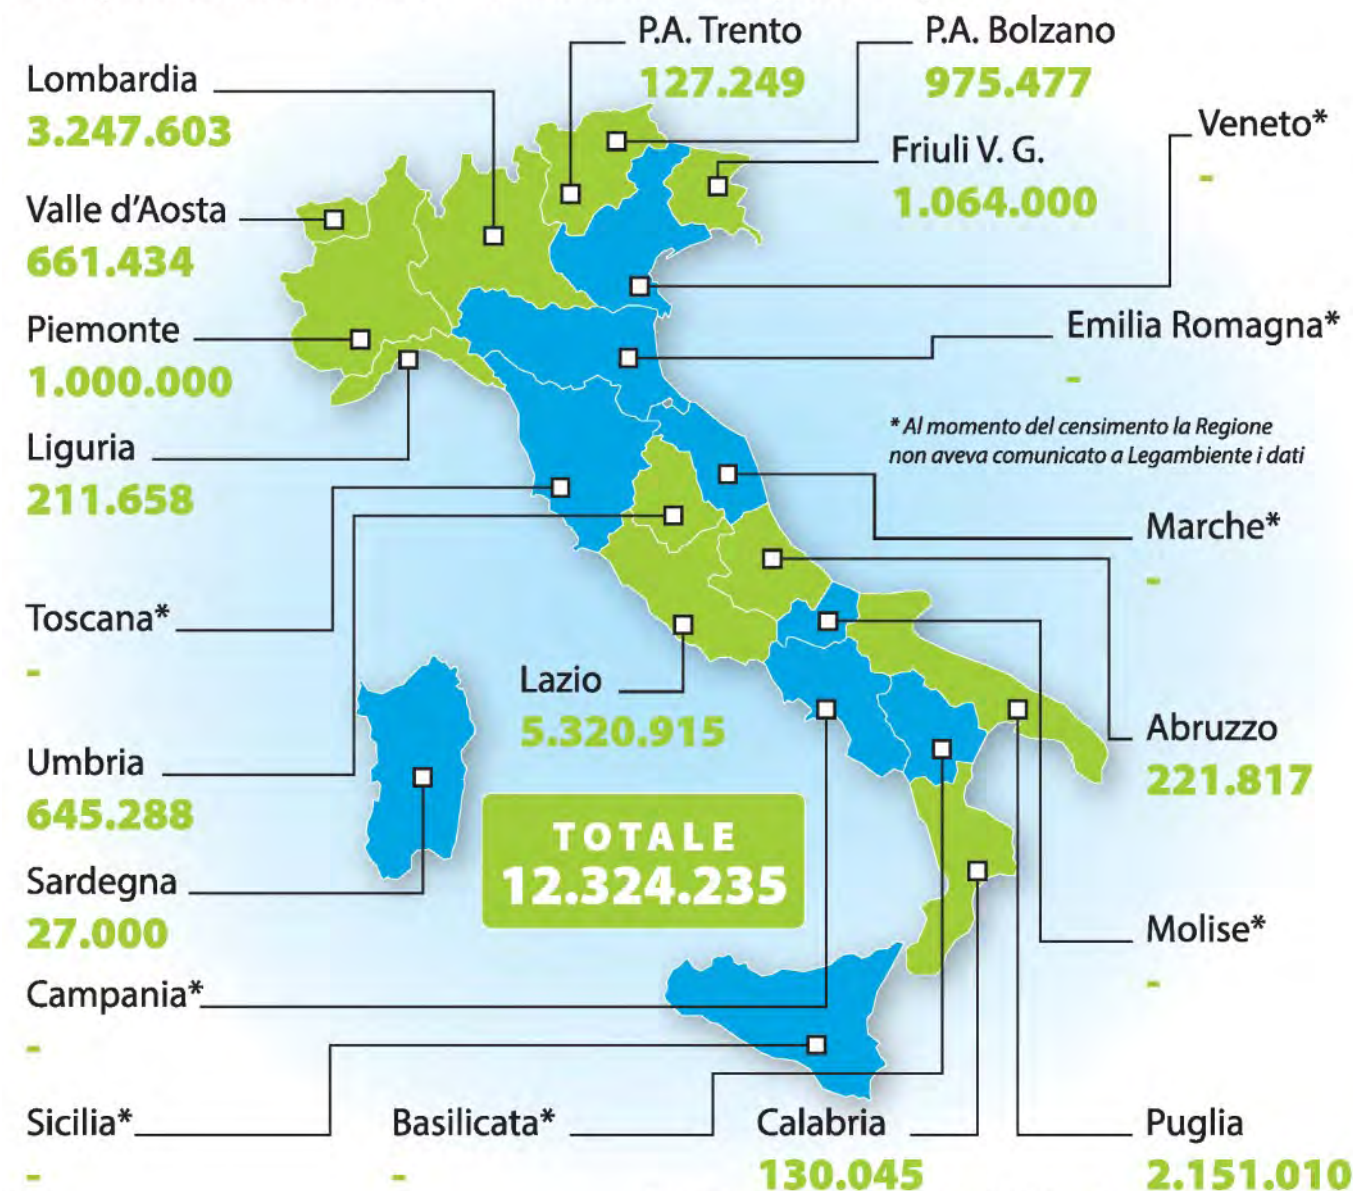 P.A. Trento
127.249
P.A. Bolzano
975.477
Lombardia
3.247.603
Veneto*
-
Friuli V. G.
1.064.000
Valle d'Aosta
661.434
Piemonte
1.000.000
Emilia Romagna*
-
* Al momento del censimento la Regione
non aveva comunicato a Legambiente i dati
Liguria
211.658
Marche*
-
Toscana*
-
Lazio
5.320.915
Abruzzo
221.817
Umbria
645.288
TOTALE
12.324.235
Sardegna
27.000
Molise*
-
Campania*
-
Sicilia*
-
Basilicata*
-
Calabria
130.045
Puglia
2.151.010